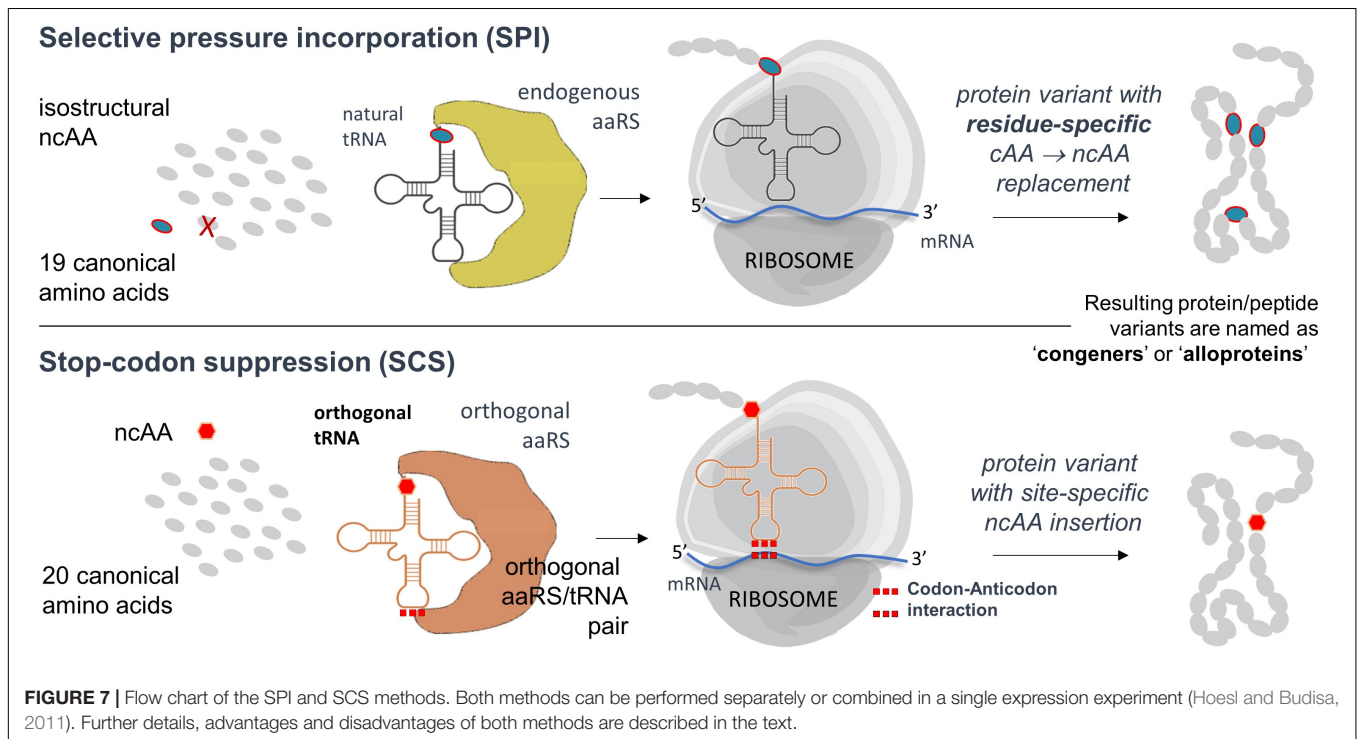 Selective pressure incorporation (SPI)
isostructural
ncAA
X
19 canonical
amino acids
natural
tRNA
endogenous
aaRS
5’
3’
mRNA
RIBOSOME
protein variant with
residue-specific
cAA → ncAA
replacement
Resulting protein/peptide
variants are named as
‘congeners’ or ‘alloproteins’
Stop-codon suppression (SCS)
ncAA
20 canonical
amino acids
orthogonal
tRNA
orthogonal
aaRS
orthogonal
aaRS/tRNA
pair
5’
3’
mRNA
RIBOSOME
Codon-Anticodon
interaction
protein variant
with site-specific
ncAA insertion
FIGURE 7 | Flow chart of the SPI and SCS methods. Both methods can be performed separately or combined in a single expression experiment (Hoesl and Budisa,
2011). Further details, advantages and disadvantages of both methods are described in the text.